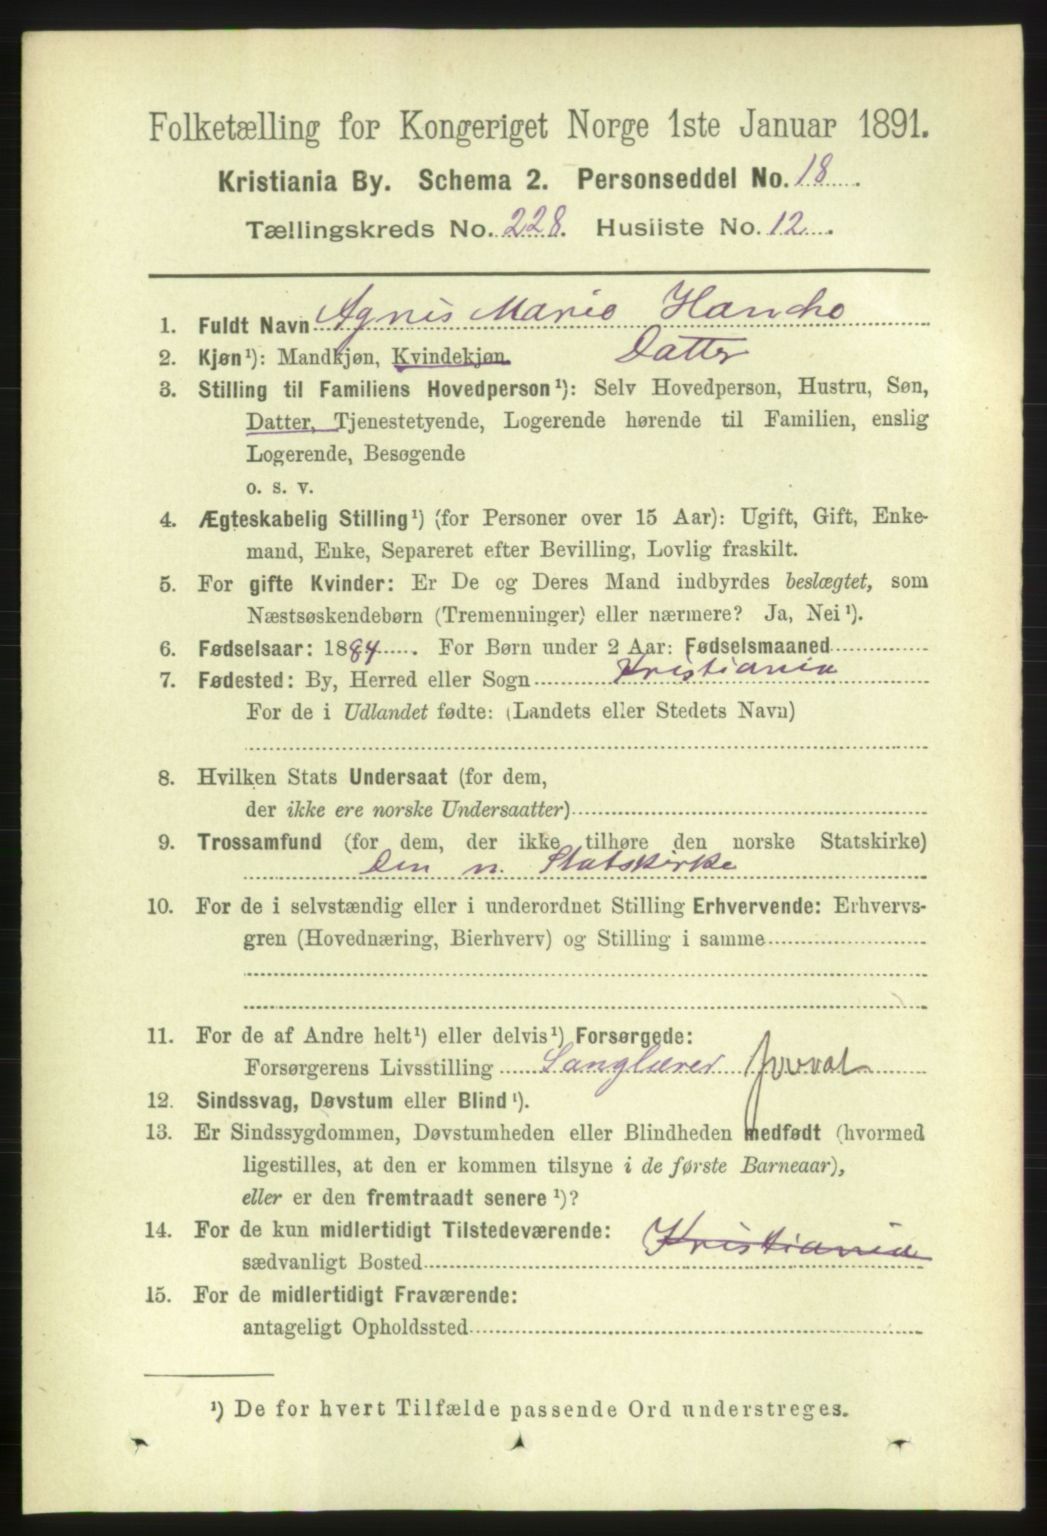 Folketælling for Kongeriget Norge 1ste Januar 1891.
Kristiania By. Schema 2. Personseddel No. 18.
Tællingskreds No. 228. Husliste No. 12.
1. Fuldt Navn Agnes Marie Hancho
2. Kjøn¹): Mandkjøn, Kvindekjøn. Datter
3. Stilling til Familiens Hovedperson¹): Selv Hovedperson, Hustru, Søn,
Datter, Tjenestetyende, Logerende hørende til Familien, enslig
Logerende, Besøgende
o. s. v.
4. Ægteskabelig Stilling¹) (for Personer over 15 Aar): Ugift, Gift, Enke-
mand, Enke, Separeret efter Bevilling, Lovlig fraskilt.
5. For gifte Kvinder: Er De og Deres Mand indbyrdes beslægtet, som
Næstsøskendebørn (Tremenninger) eller nærmere? Ja, Nei¹).
6. Fødselsaar: 1884. For Børn under 2 Aar: Fødselsmaaned
7. Fødested: By, Herred eller Sogn Kristiania
For de i Udlandet fødte: (Landets eller Stedets Navn)
8. Hvilken Stats Undersaat (for dem,
der ikke ere norske Undersaatter)
9. Trossamfund (for dem, der ikke tilhøre den norske Statskirke)
Den n. Statskirke
10. For de i selvstændig eller i underordnet Stilling Erhvervende: Erhvervs-
gren (Hovednæring, Bierhverv) og Stilling i samme
11. For de af Andre helt¹) eller delvis¹) Forsørgede:
Forsørgerens Livsstilling Sanglærer
12. Sindssvag, Døvstum eller Blind¹).
13. Er Sindssygdommen, Døvstumheden eller Blindheden medfødt (hvormed
ligestilles, at den er kommen tilsyne i de første Barneaar),
eller er den fremtraadt senere¹)?
14. For de kun midlertidigt Tilstedeværende:
sædvanligt Bosted Kristiania
15. For de midlertidigt Fraværende:
antageligt Opholdssted
¹) De for hvert Tilfælde passende Ord understreges.